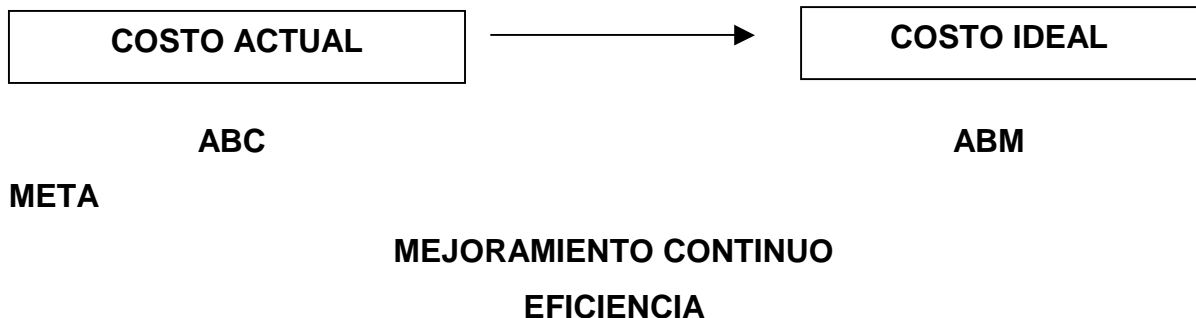 COSTO ACTUAL COSTO IDEAL
ABC ABM
META
MEJORAMIENTO CONTINUO
EFICIENCIA